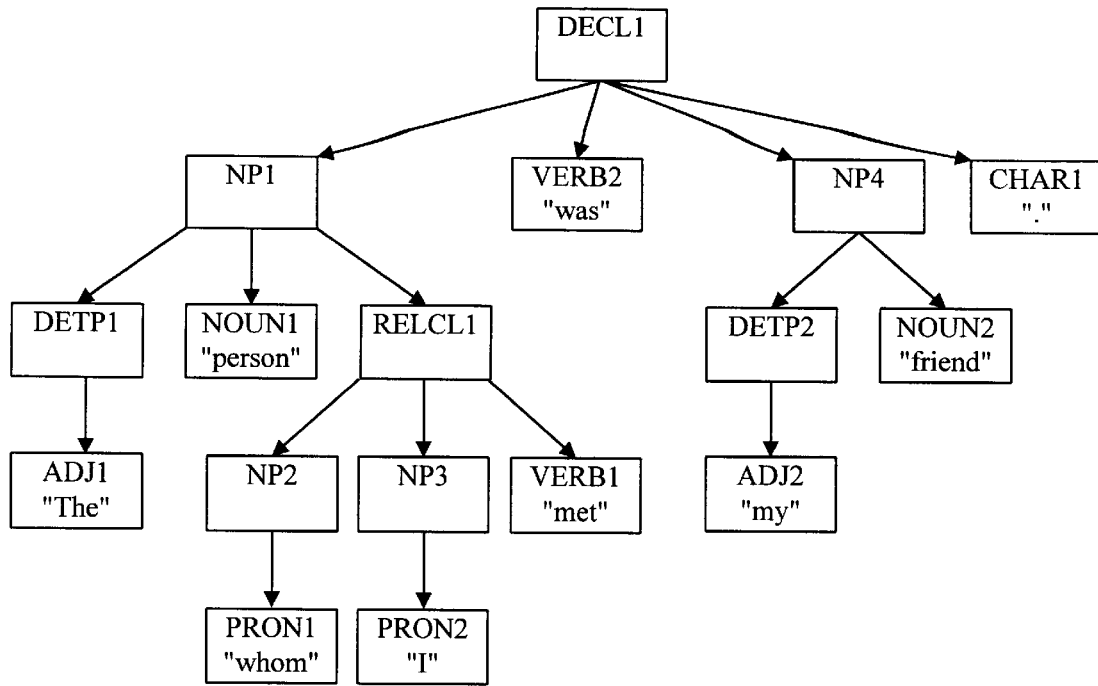 DECL1
NP1
VERB2
"was"
NP4
CHAR1
"."
DETP1
NOUN1
"person"
RELCL1
DETP2
NOUN2
"friend"
ADJ1
"The"
NP2
NP3
VERB1
"met"
ADJ2
"my"
PRON1
"whom"
PRON2
"I"